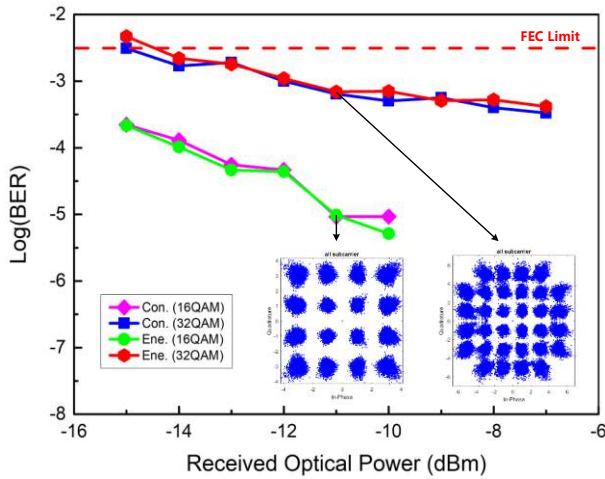 -2
FEC Limit
-3
-4
Log(BER)
-5
-6
-7
-8
Con. (16QAM)
Con. (32QAM)
Ene. (16QAM)
Ene. (32QAM)
all subcarrier
Quadrature
In-Phase
all subcarrier
Quadrature
In-Phase
-16 -14 -12 -10 -8 -6
Received Optical Power (dBm)